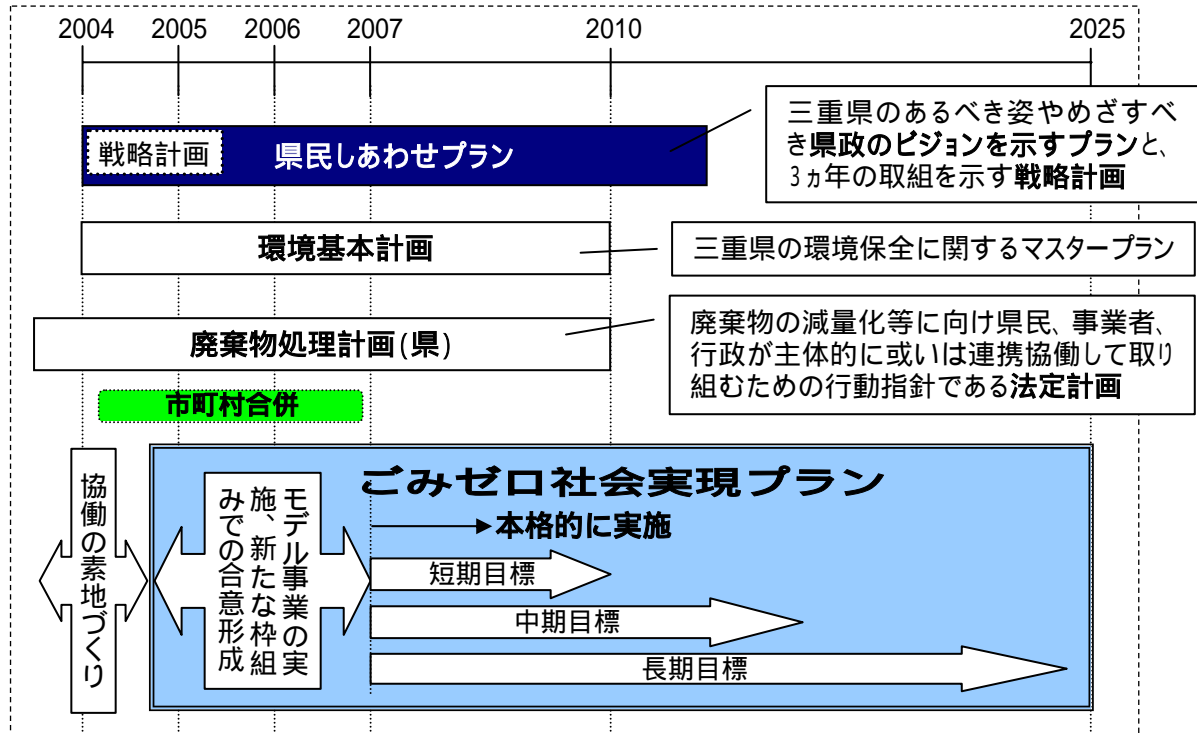 2004 2005 2006 2007 2010 2025
戦略計画 県民しあわせプラン
三重県のあるべき姿やめざすべ
き県政のビジョンを示すプランと、
3ヵ年の取組を示す戦略計画
環境基本計画
三重県の環境保全に関するマスタープラン
廃棄物処理計画(県)
廃棄物の減量化等に向け県民、事業者、
行政が主体的に或いは連携協働して取り
組むための行動指針である法定計画
市町村合併
協働の素地づくり
ごみゼロ社会実現プラン
モデル事業の実
施、新たな枠組
みでの合意形成
本格的に実施
短期目標
中期目標
長期目標